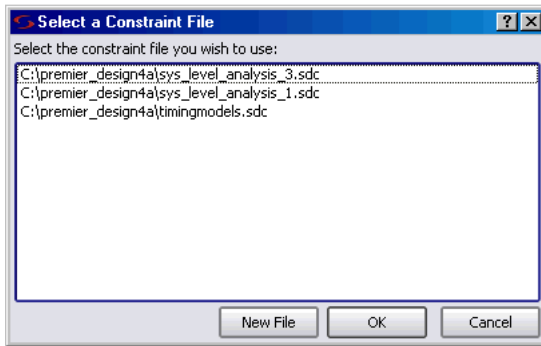 Select a Constraint File
Select the constraint file you wish to use:
C:\premier_design4a\sys_level_analysis_3.sdc
C:\premier_design4a\sys_level_analysis_1.sdc
C:\premier_design4a\timingmodels.sdc
New File OK Cancel